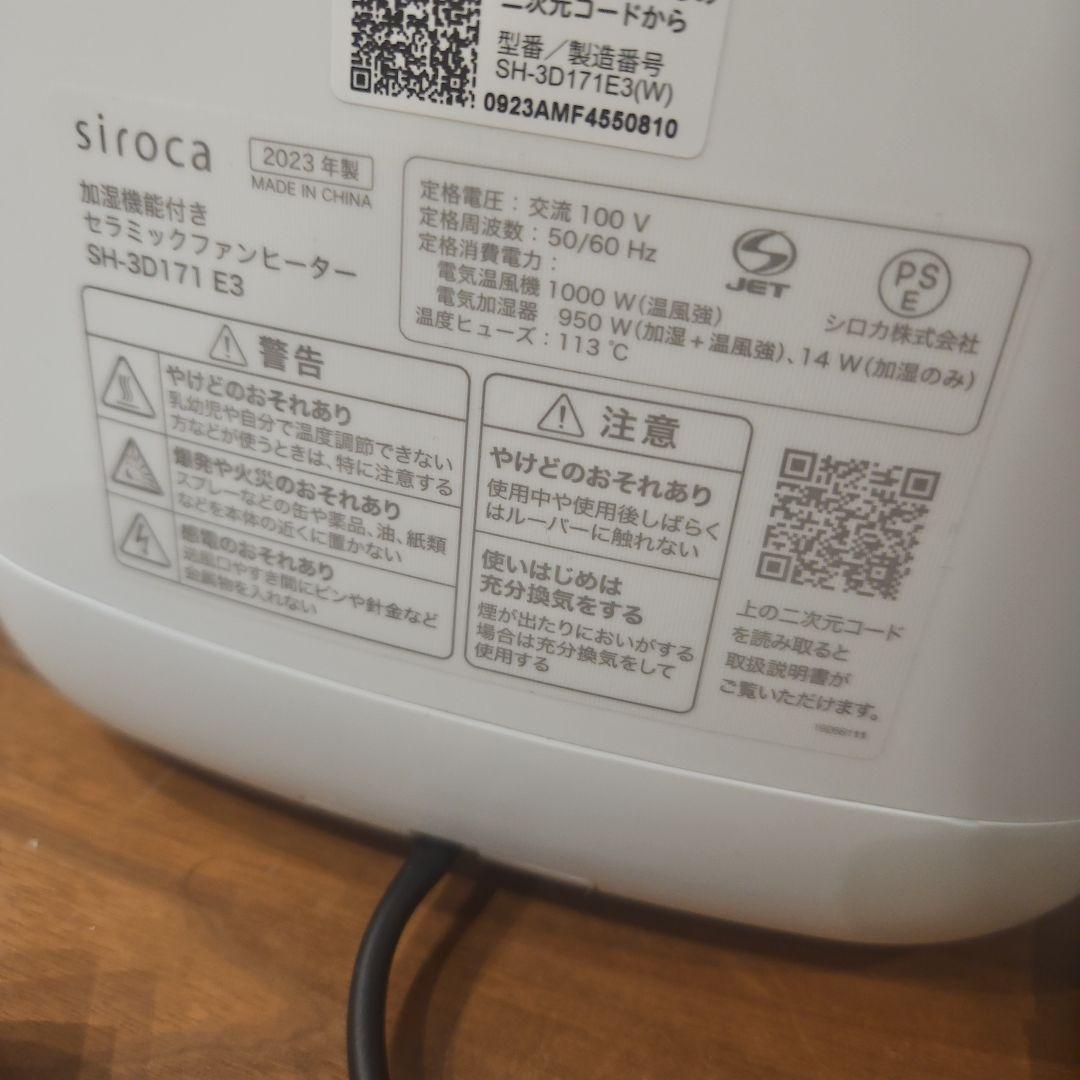 二次元コードから
型番/製造番号
SH-3D171E3(W)
0923AMF4550810
siroca
2023 年製
MADE IN CHINA
加湿機能付き
セラミックファンヒーター
SH-3D171 E3
定格電圧：交流 100 V
定格周波数：50/60 Hz
定格消費電力：
電気温風機 1000 W（温風強）
電気加湿器 950 W（加湿＋温風強）、14 W（加湿のみ）
温度ヒューズ：113 ℃
JET
PS
E
シロカ株式会社
警告
やけどのおそれあり
乳幼児や自分で温度調節できない
方などが使うときは、特に注意する
爆発や火災のおそれあり
スプレーなどの缶や薬品、油、紙類
などを本体の近くに置かない
感電のおそれあり
送風口やすき間にピンや針金など
金属物を入れない
注意
やけどのおそれあり
使用中や使用後しばらく
はルーバーに触れない
使いはじめは
充分換気をする
煙が出たりにおいがする
場合は充分換気をして
使用する
上の二次元コード
を読み取ると
取扱説明書が
ご覧いただけます。